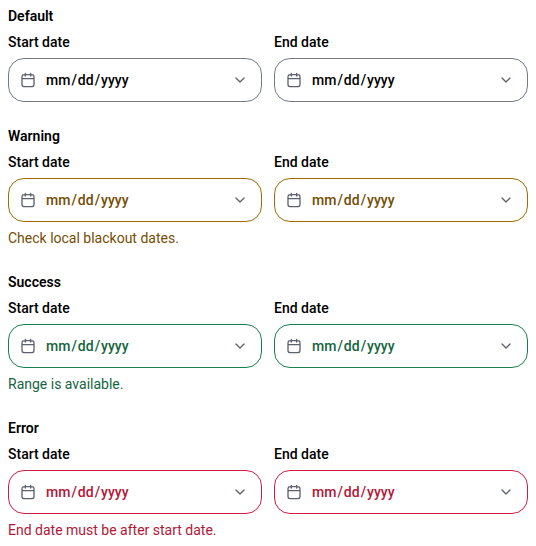 Default
Start date End date
mm/dd/yyyy mm/dd/yyyy
Warning
Start date End date
mm/dd/yyyy mm/dd/yyyy
Check local blackout dates.
Success
Start date End date
mm/dd/yyyy mm/dd/yyyy
Range is available.
Error
Start date End date
mm/dd/yyyy mm/dd/yyyy
End date must be after start date.